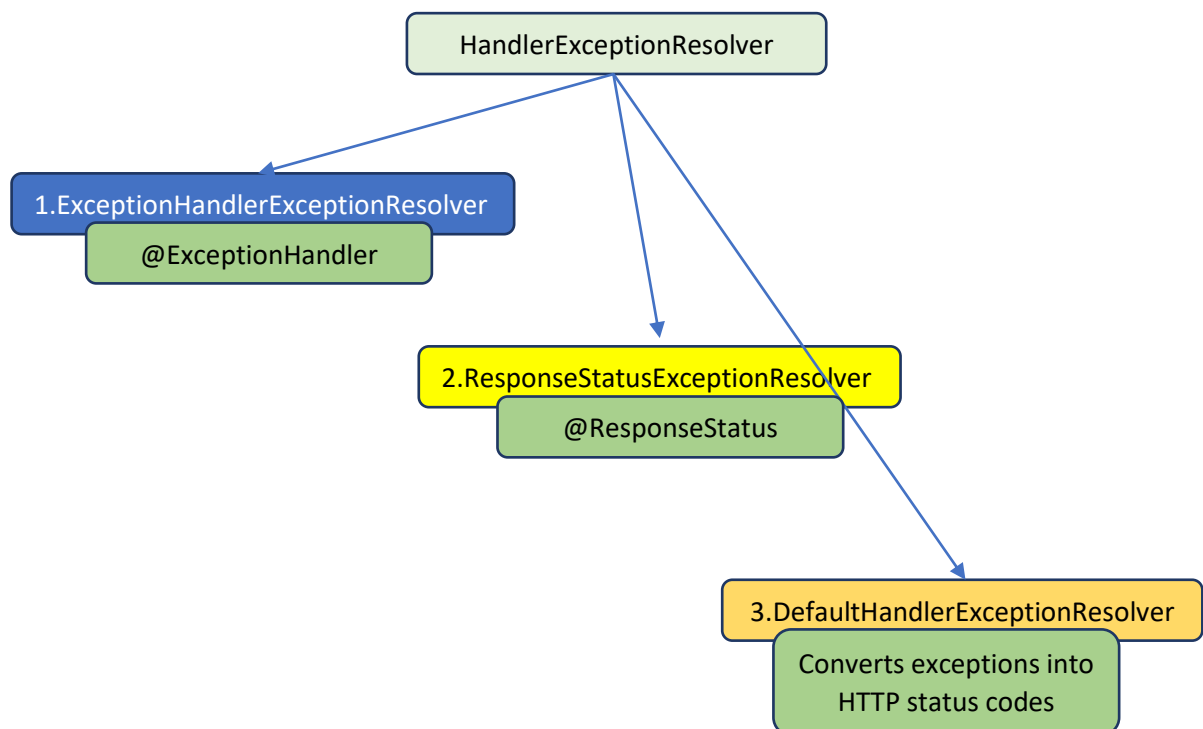 HandlerExceptionResolver
1.ExceptionHandlerExceptionResolver
@ExceptionHandler
2.ResponseStatusExceptionResolver
@ResponseStatus
3.DefaultHandlerExceptionResolver
Converts exceptions into
HTTP status codes